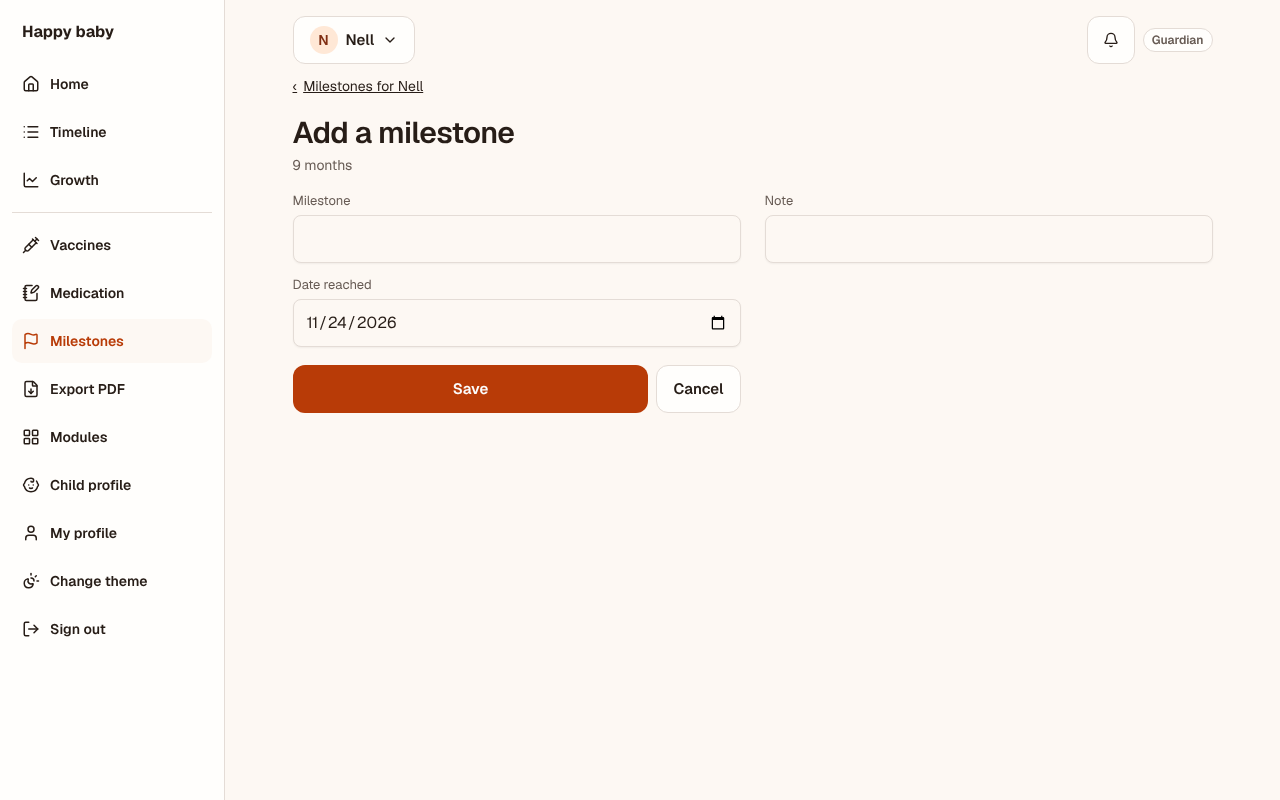 Happy baby
Home
Timeline
Growth
Vaccines
Medication
Milestones
Export PDF
Modules
Child profile
My profile
Change theme
Sign out
N Nell
Guardian
‹ Milestones for Nell
Add a milestone
9 months
Milestone
Note
Date reached
11/24/2026
Save
Cancel